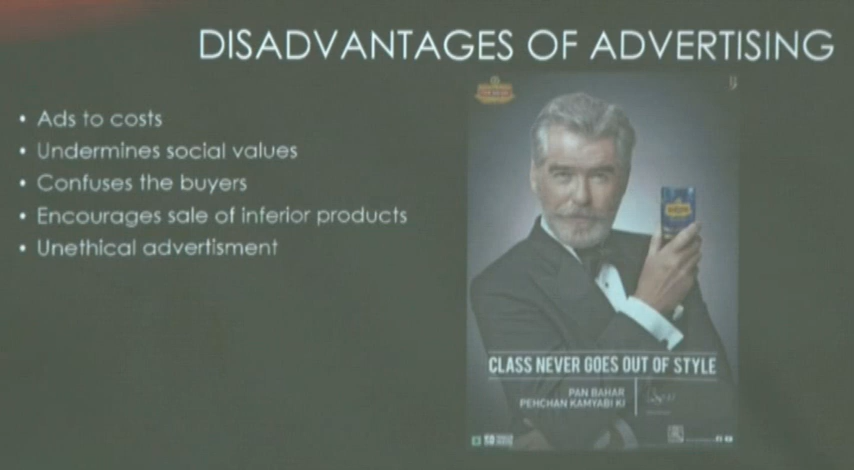 DISADVANTAGES OF ADVERTISING
• Ads to costs
• Undermines social values
• Confuses the buyers
• Encourages sale of inferior products
• Unethical advertisment
CLASS NEVER GOES OUT OF STYLE
PAN BAHAR
PEHCHAN KAMYABI KI